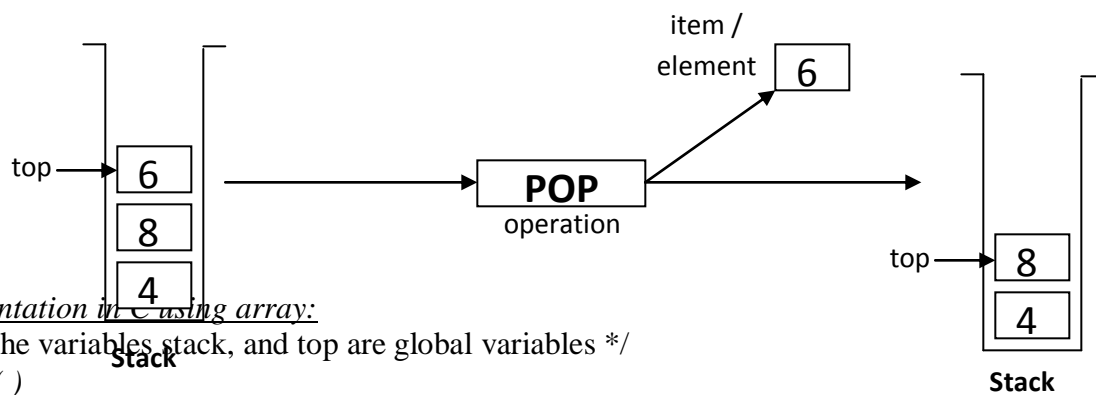 item /
element
6
top
6
POP
operation
8
4
top
8
4
ntation in C using array:
he variables stack, and top are global variables */
Stack
( )
Stack